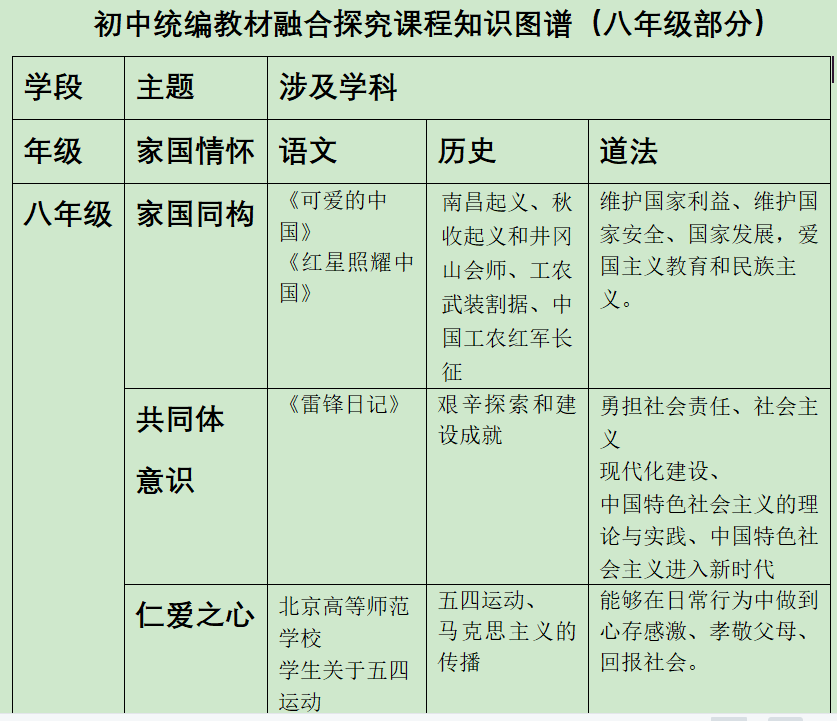 初中统编教材融合探究课程知识图谱（八年级部分）
学段
主题
涉及学科
年级
家国情怀
语文
历史
道法
八年级
家国同构
《可爱的中
国》
《红星照耀中
国》
南昌起义、秋
收起义和井冈
山会师、工农
武装割据、中
国工农红军长
征
维护国家利益、维护国
家安全、国家发展，爱
国主义教育和民族主
义。
共同体
意识
《雷锋日记》
艰辛探索和建
设成就
勇担社会责任、社会主
义
现代化建设、
中国特色社会主义的理
论与实践、中国特色社
会主义进入新时代
仁爱之心
北京高等师范
学校
学生关于五四
运动
五四运动、
马克思主义的
传播
能够在日常行为中做到
心存感激、孝敬父母、
回报社会。